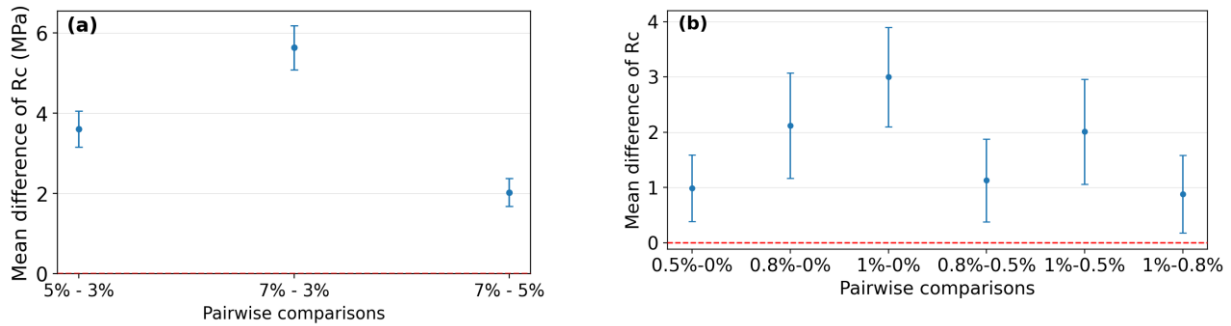 (a)
Mean difference of Rc (MPa)
6
4
2
0
5% - 3%
7% - 3%
7% - 5%
Pairwise comparisons
(b)
Mean difference of Rc
4
3
2
1
0
0.5%-0%
0.8%-0%
1%-0%
0.8%-0.5%
1%-0.5%
1%-0.8%
Pairwise comparisons